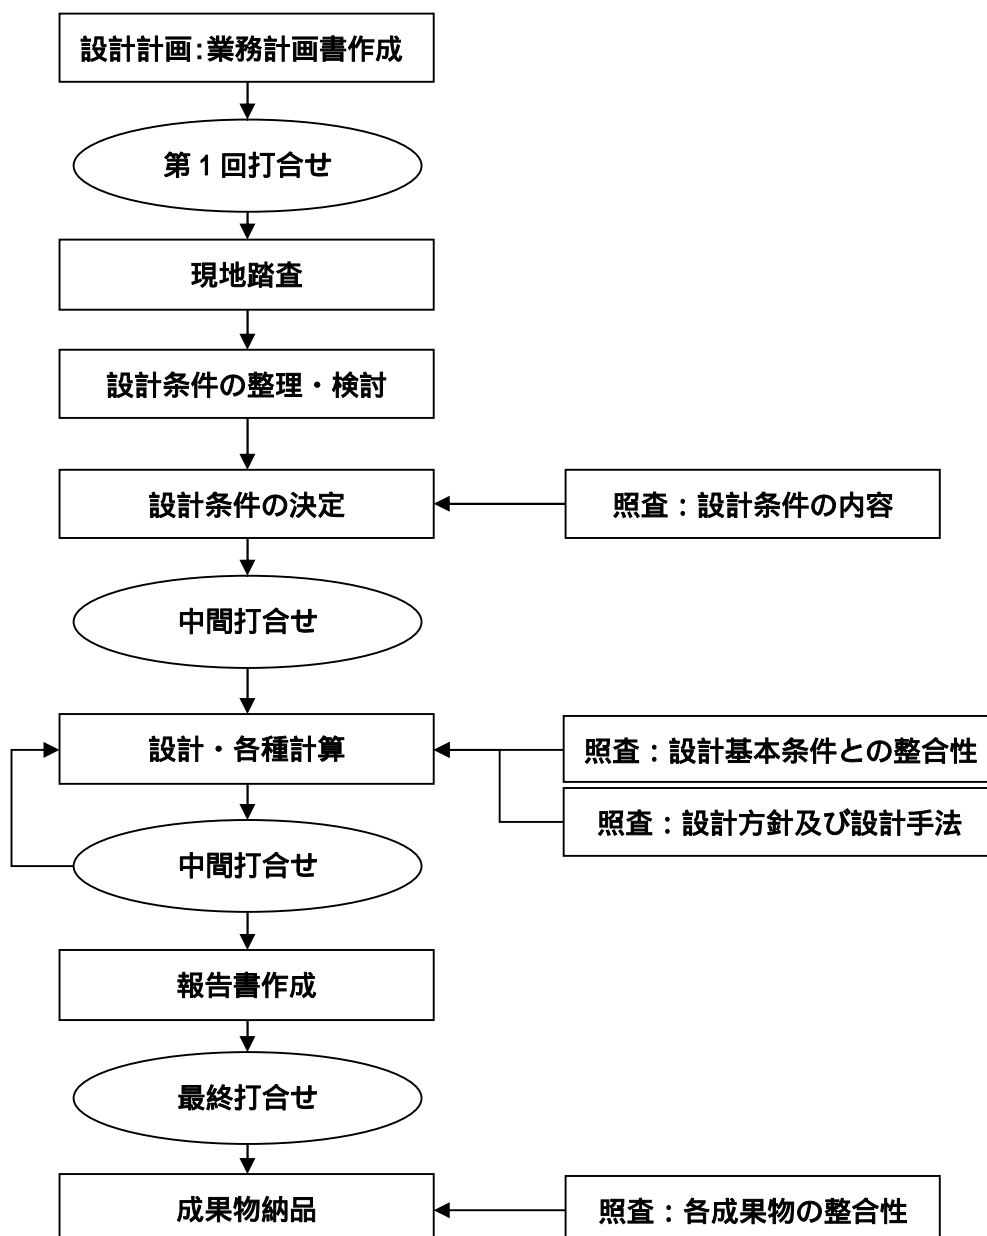 設計計画:業務計画書作成
第1回打合せ
現地踏査
設計条件の整理・検討
設計条件の決定
照査:設計条件の内容
中間打合せ
設計・各種計算
照査:設計基本条件との整合性
照査:設計方針及び設計手法
中間打合せ
報告書作成
最終打合せ
成果物納品
照査:各成果物の整合性